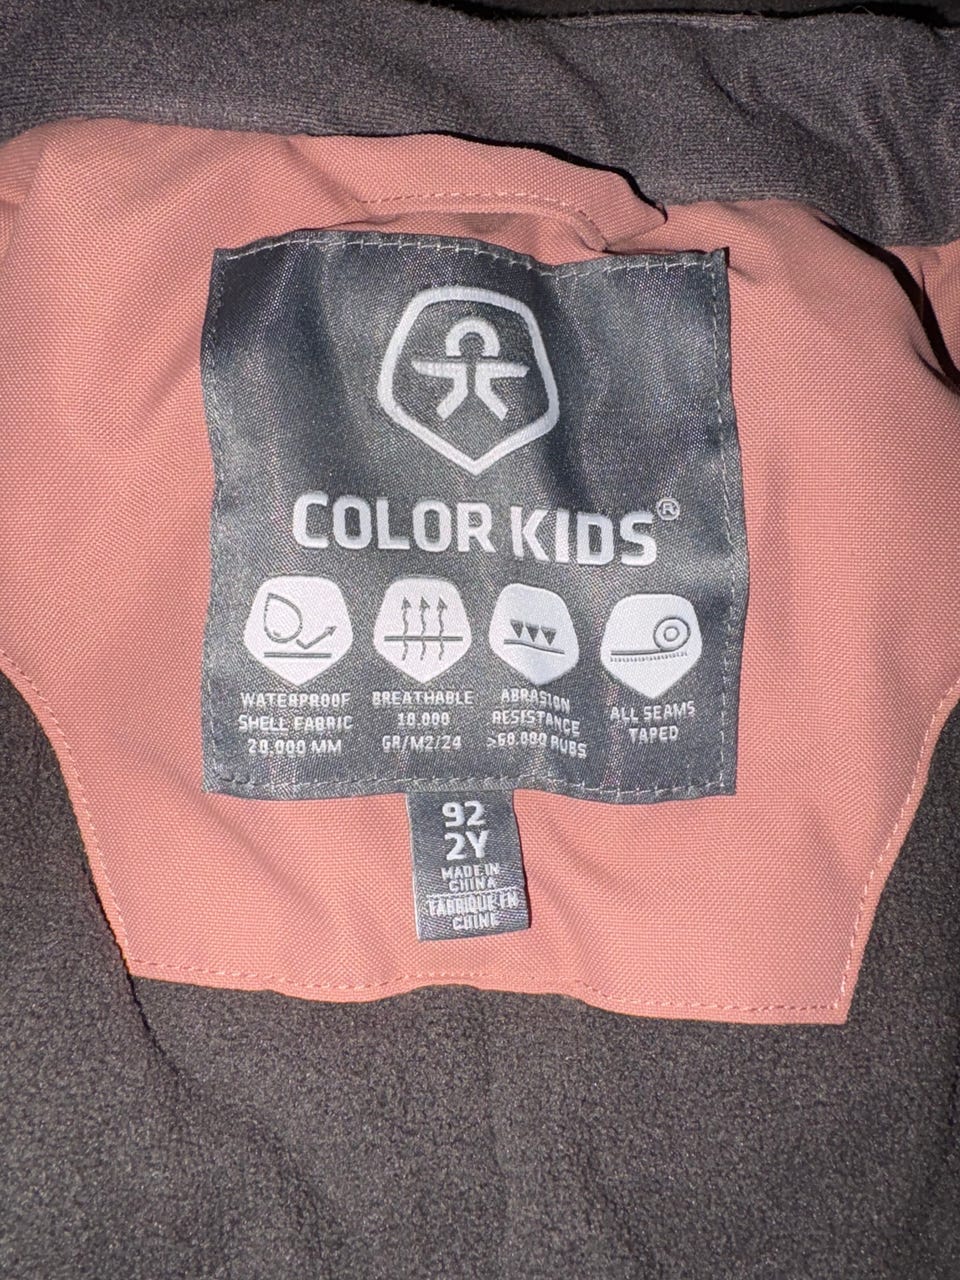 COLOR KIDS®
WATERPROOF
SHELL FABRIC
20.000 MM
BREATHABLE
10.000
GR/M2/24
ABRASION
RESISTANCE
>60.000 RUBS
ALL SEAMS
TAPED
92
2Y
MADE IN
CHINA
FABRIQUE EN
CHINE